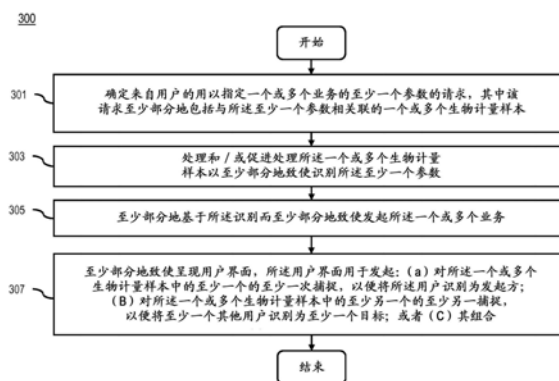 300
开始
301
确定来自用户的用以指定一个或多个业务的至少一个参数的请求，其中该
请求至少部分地包括与所述至少一个参数相关联的一个或多个生物计量样本
303
处理和/或促进处理所述一个或多个生物计量
样本以至少部分地致使识别所述至少一个参数
305
至少部分地基于所述识别而至少部分地致使发起所述一个或多个业务
307
至少部分地致使呈现用户界面，所述用户界面用于发起：(a)对所述一个或多个
生物计量样本中的至少一个的至少一次捕捉，以便将所述用户识别为发起方；
(B)对所述一个或多个生物计量样本中的至少另一个的至少另一捕捉，
以便将至少一个其他用户识别为至少一个目标；或者(C)其组合
结束